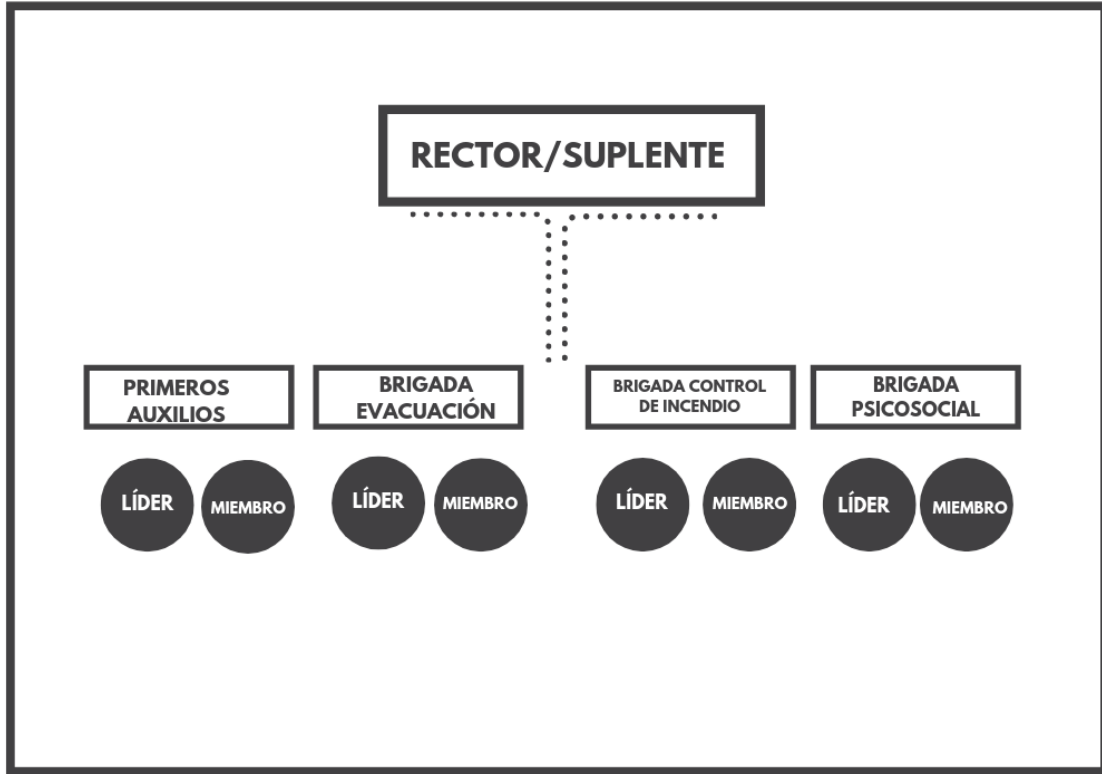 RECTOR/SUPLENTE
PRIMEROS
AUXILIOS
BRIGADA
EVACUACIÓN
BRIGADA CONTROL
DE INCENDIO
BRIGADA
PSICOSOCIAL
LÍDER
MIEMBRO
LÍDER
MIEMBRO
LÍDER
MIEMBRO
LÍDER
MIEMBRO